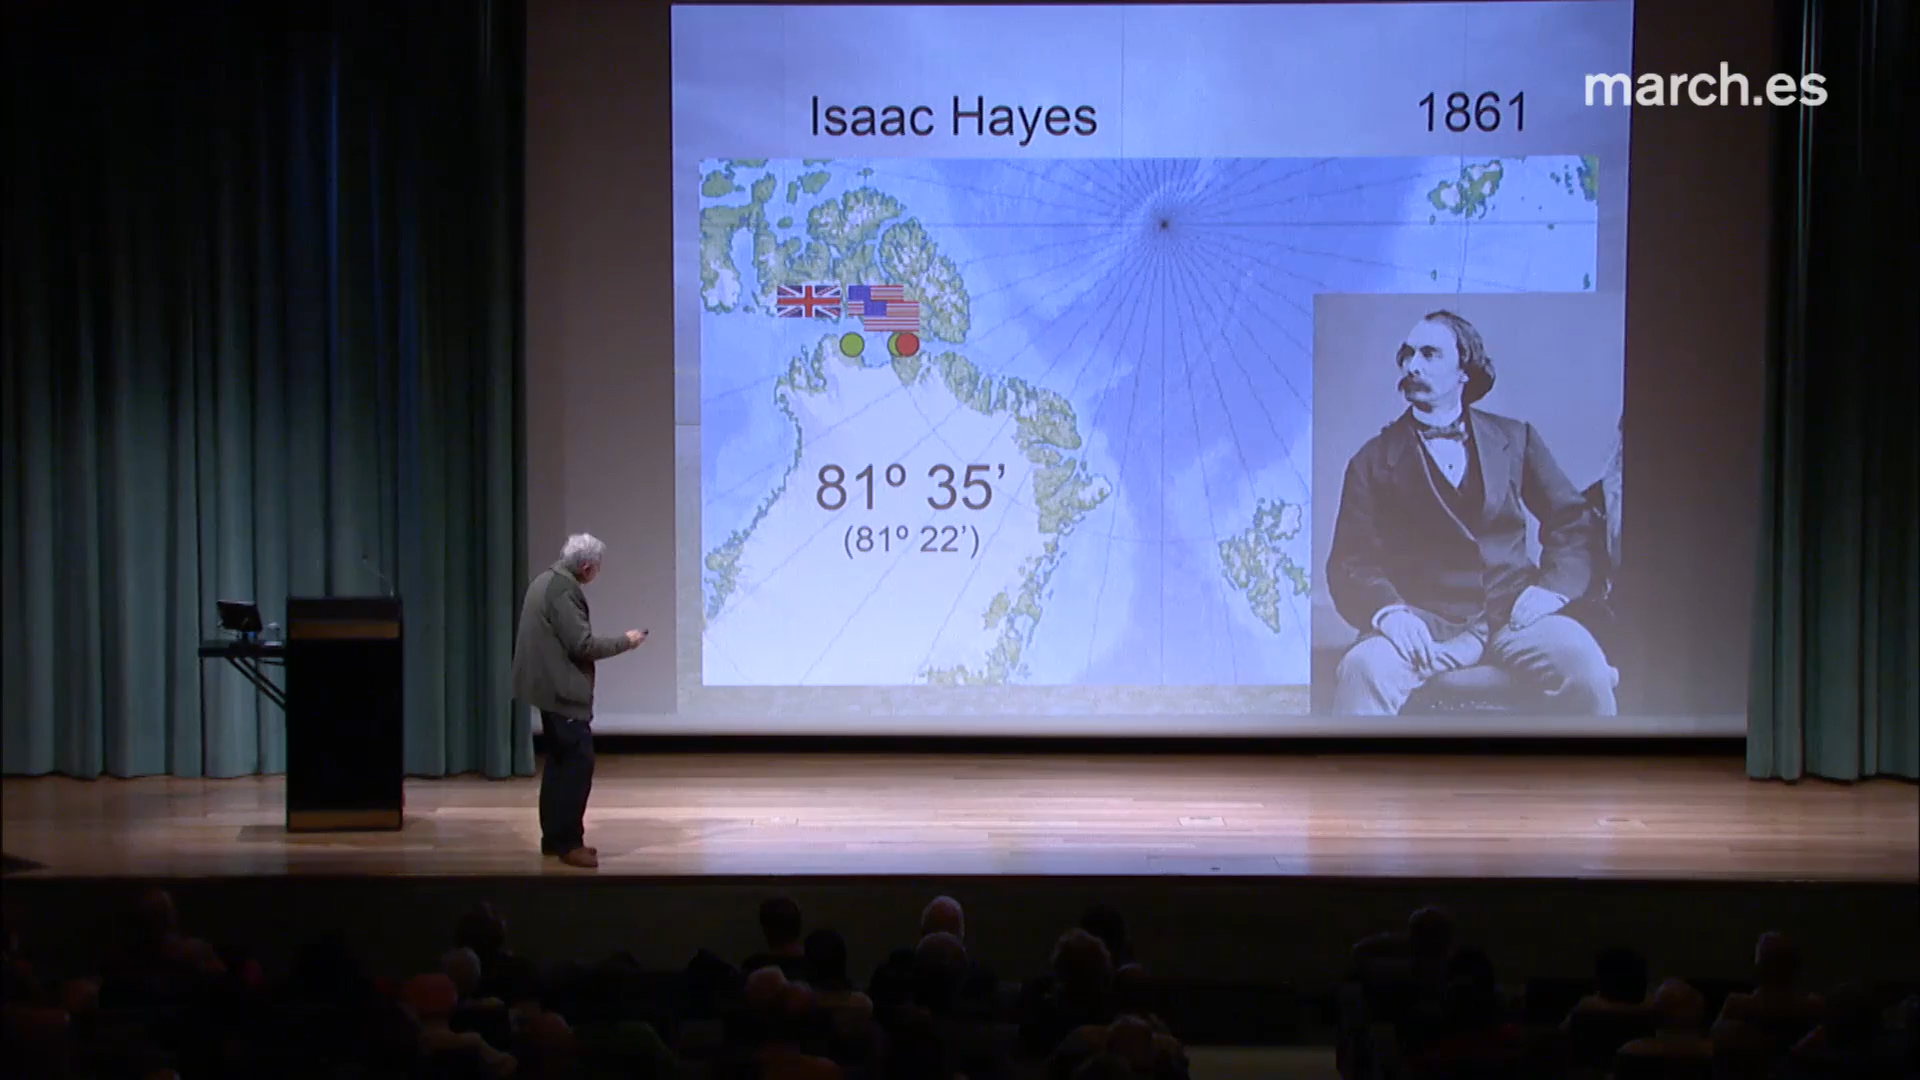 march.es
Isaac Hayes
1861
81º 35’
(81º 22’)